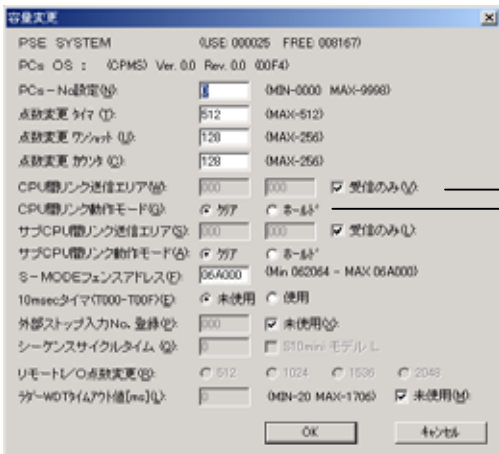 容量変更
PSE SYSTEM (USE: 000025 FREE: 008167)
PCs OS : (CPMS) Ver. 0.0 Rev. 0.0 (00F4)
PCs-No設定(N): (MIN-0000 MAX-9998)
点数変更 タイマ (T): 512 (MAX-512)
点数変更 ワンショット (U): 128 (MAX-256)
点数変更 カウンタ (C): 128 (MAX-256)
CPU間リンク送信エリア(W): 000 000 受信のみ(V):
CPU間リンク動作モード(G): クリア ホールド
サブCPU間リンク送信エリア(S): 000 000 受信のみ(L):
サブCPU間リンク動作モード(A): クリア ホールド
S-MODEフェンスアドレス(F): 06A000 (Min 062064 - MAX 06A000)
10msecタイマ(T000-T00F)(E): 未使用 使用
外部ストップ入力No. 登録(P): 000 未使用(X):
シーケンスサイクルタイム (Q): 0 S10mini モデル L
リモートI/O点数変更(R): 512 1024 1536 2048
ラダーWDTタイムアウト値[ms](L): 0 (MIN-20 MAX-1706) 未使用(M):
OK キャンセル